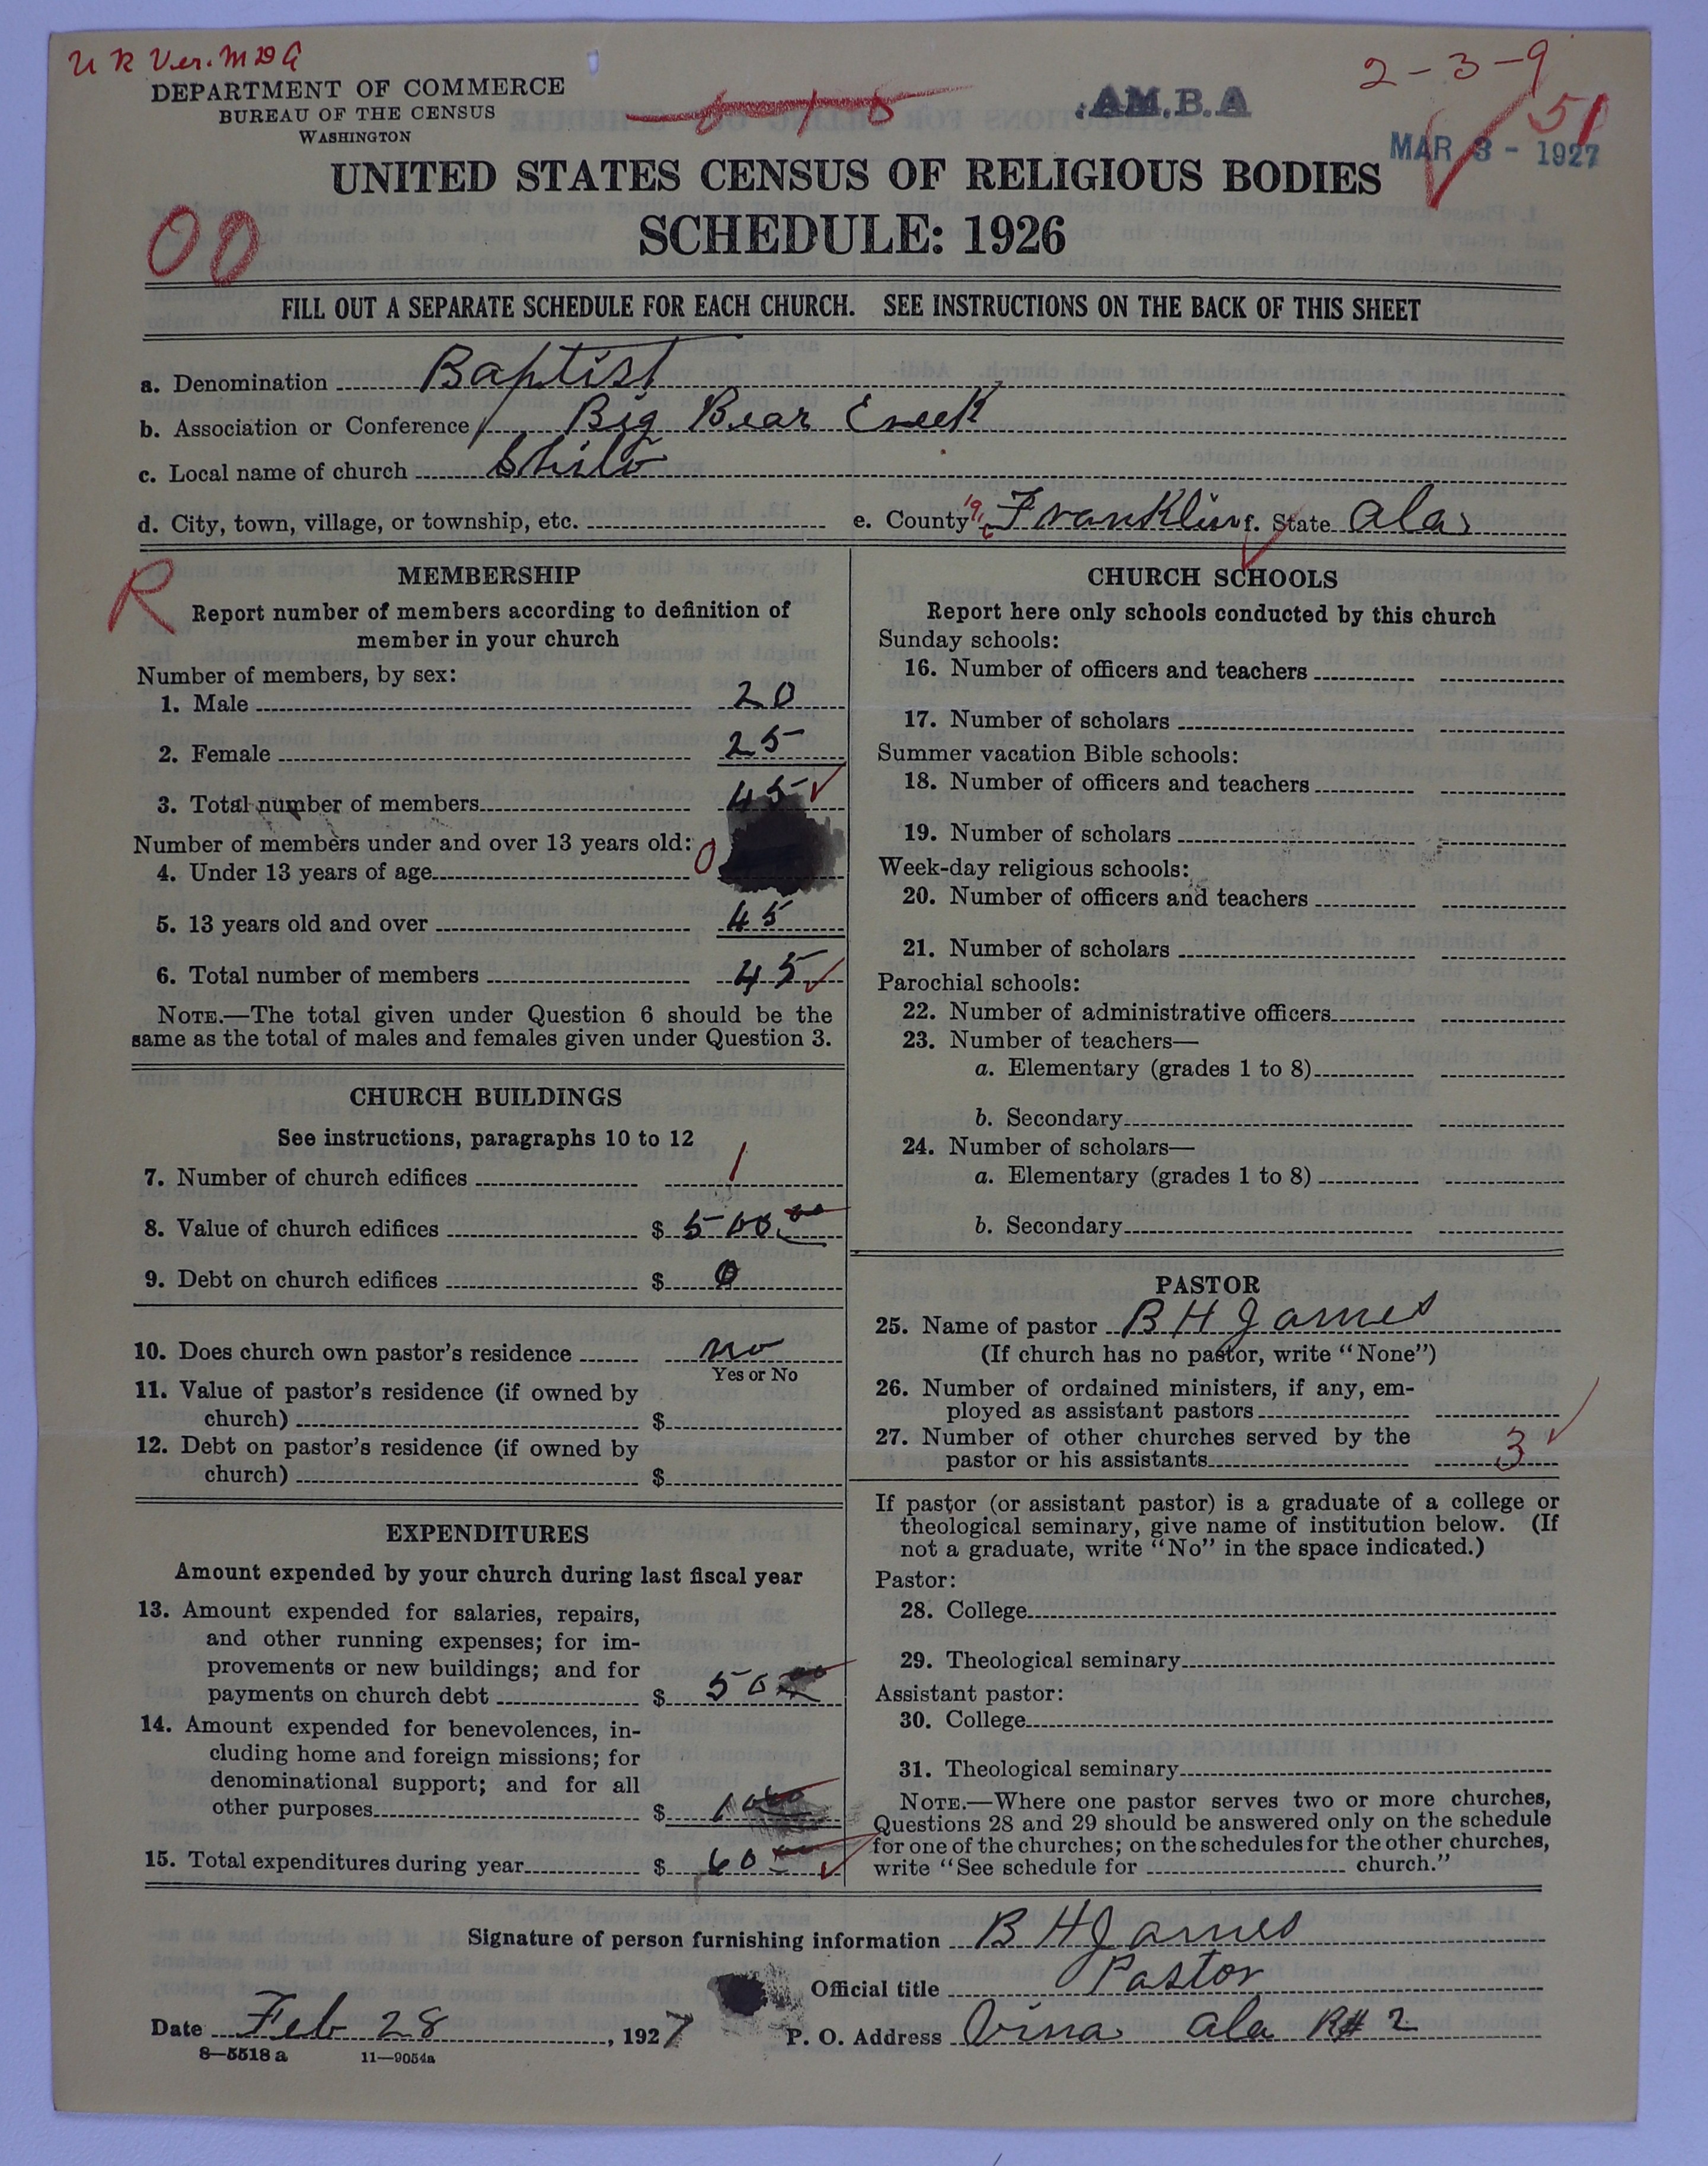 U R Ver. M D G
2-3-9
DEPARTMENT OF COMMERCE
BUREAU OF THE CENSUS
WASHINGTON
AM.B.A
51
MAR 3 - 1927
UNITED STATES CENSUS OF RELIGIOUS BODIES
SCHEDULE: 1926
00
FILL OUT A SEPARATE SCHEDULE FOR EACH CHURCH. SEE INSTRUCTIONS ON THE BACK OF THIS SHEET
a. Denomination Baptist
b. Association or Conference Big Bear Creek
c. Local name of church Shilo
d. City, town, village, or township, etc. e. County Franklin f. State Ala
R
MEMBERSHIP
Report number of members according to definition of
member in your church
Number of members, by sex:
1. Male 20
2. Female 25
3. Total number of members 45
Number of members under and over 13 years old:
4. Under 13 years of age 0
5. 13 years old and over 45
6. Total number of members 45
NOTE.—The total given under Question 6 should be the
same as the total of males and females given under Question 3.
CHURCH BUILDINGS
See instructions, paragraphs 10 to 12
7. Number of church edifices 1
8. Value of church edifices $ 500.00
9. Debt on church edifices $ 0
10. Does church own pastor's residence no
Yes or No
11. Value of pastor's residence (if owned by
church) $
12. Debt on pastor's residence (if owned by
church) $
EXPENDITURES
Amount expended by your church during last fiscal year
13. Amount expended for salaries, repairs,
and other running expenses; for im-
provements or new buildings; and for
payments on church debt $ 50 00
14. Amount expended for benevolences, in-
cluding home and foreign missions; for
denominational support; and for all
other purposes $ 10 00
15. Total expenditures during year $ 60
CHURCH SCHOOLS
Report here only schools conducted by this church
Sunday schools:
16. Number of officers and teachers
17. Number of scholars
Summer vacation Bible schools:
18. Number of officers and teachers
19. Number of scholars
Week-day religious schools:
20. Number of officers and teachers
21. Number of scholars
Parochial schools:
22. Number of administrative officers
23. Number of teachers—
a. Elementary (grades 1 to 8)
b. Secondary
24. Number of scholars—
a. Elementary (grades 1 to 8)
b. Secondary
PASTOR
25. Name of pastor B H James
(If church has no pastor, write "None")
26. Number of ordained ministers, if any, em-
ployed as assistant pastors
27. Number of other churches served by the
pastor or his assistants 3
If pastor (or assistant pastor) is a graduate of a college or
theological seminary, give name of institution below. (If
not a graduate, write "No" in the space indicated.)
Pastor:
28. College
29. Theological seminary
Assistant pastor:
30. College
31. Theological seminary
NOTE.—Where one pastor serves two or more churches,
Questions 28 and 29 should be answered only on the schedule
for one of the churches; on the schedules for the other churches,
write "See schedule for church."
Signature of person furnishing information B H James
Official title Pastor
Date Feb 28, 1927 P. O. Address Vina Ala R# 2
8—5518 a 11—9054a